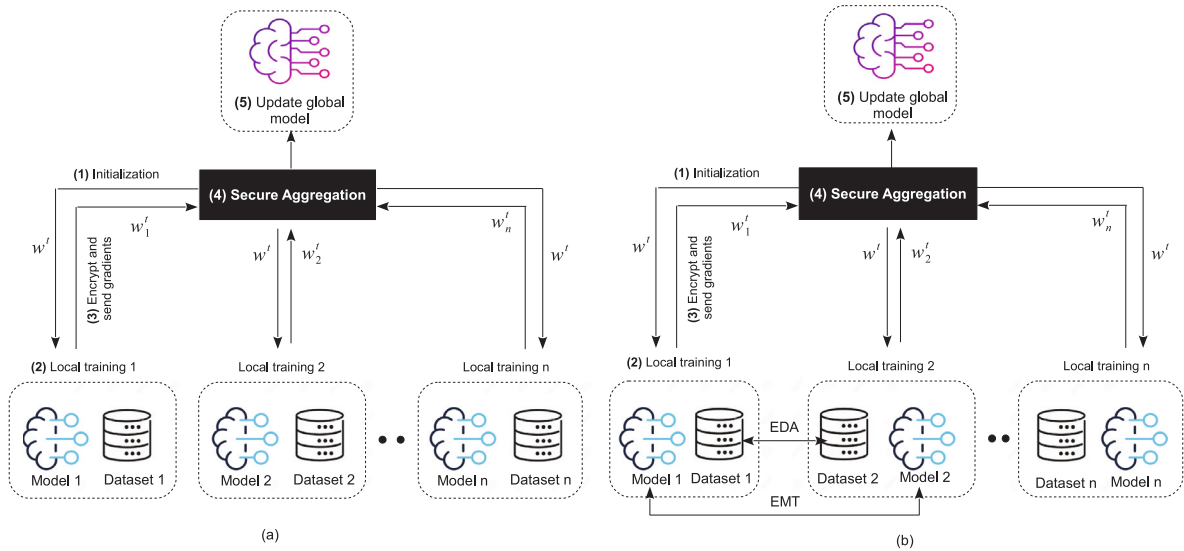 (5) Update global
model
(1) Initialization
(4) Secure Aggregation
w^t
w_1^t
(3) Encrypt and
send gradients
w^t
w_2^t
w_n^t
w^t
(2) Local training 1
Local training 2
Local training n
Model 1
Dataset 1
Model 2
Dataset 2
Model n
Dataset n
(a)
(5) Update global
model
(1) Initialization
(4) Secure Aggregation
w^t
w_1^t
(3) Encrypt and
send gradients
w^t
w_2^t
w_n^t
w^t
(2) Local training 1
Local training 2
Local training n
EDA
Model 1
Dataset 1
Dataset 2
Model 2
Dataset n
Model n
EMT
(b)